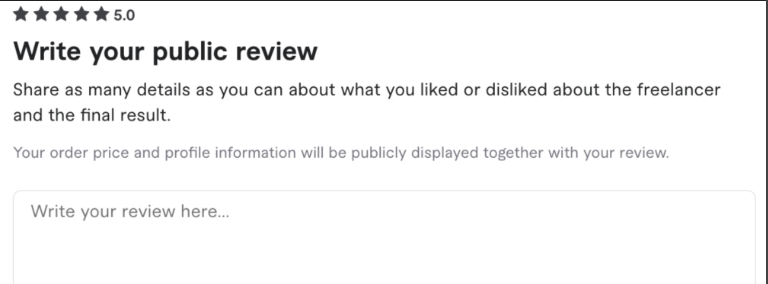 ★★★★★ 5.0
Write your public review
Share as many details as you can about what you liked or disliked about the freelancer
and the final result.
Your order price and profile information will be publicly displayed together with your review.
Write your review here...